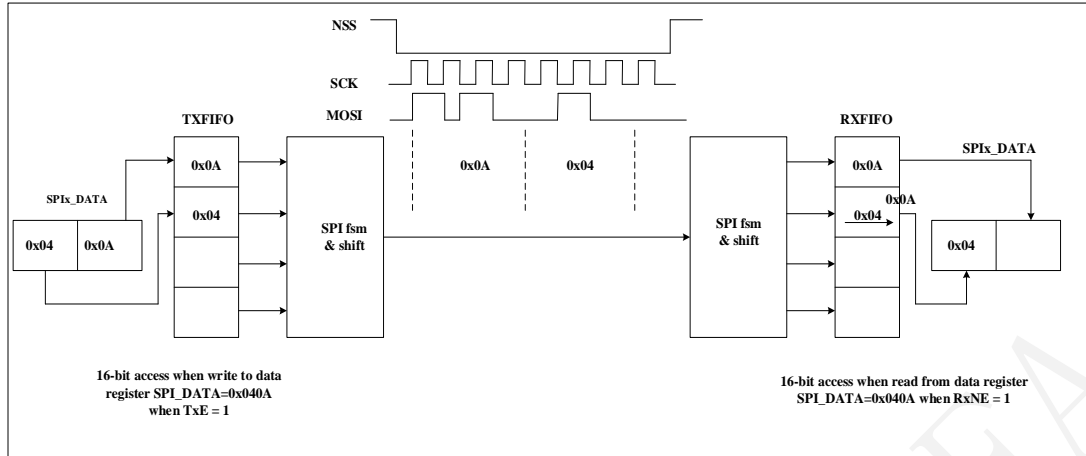 NSS
SCK
MOSI
TXFIFO
RXFIFO
SPIx_DATA
0x0A
0x04
0x04
0x0A
SPI fsm
& shift
0x0A
0x04
SPI fsm
& shift
0x0A
0x04
0x0A
SPIx_DATA
0x04
16-bit access when write to data
register SPI_DATA=0x040A
when TxE = 1
16-bit access when read from data register
SPI_DATA=0x040A when RxNE = 1